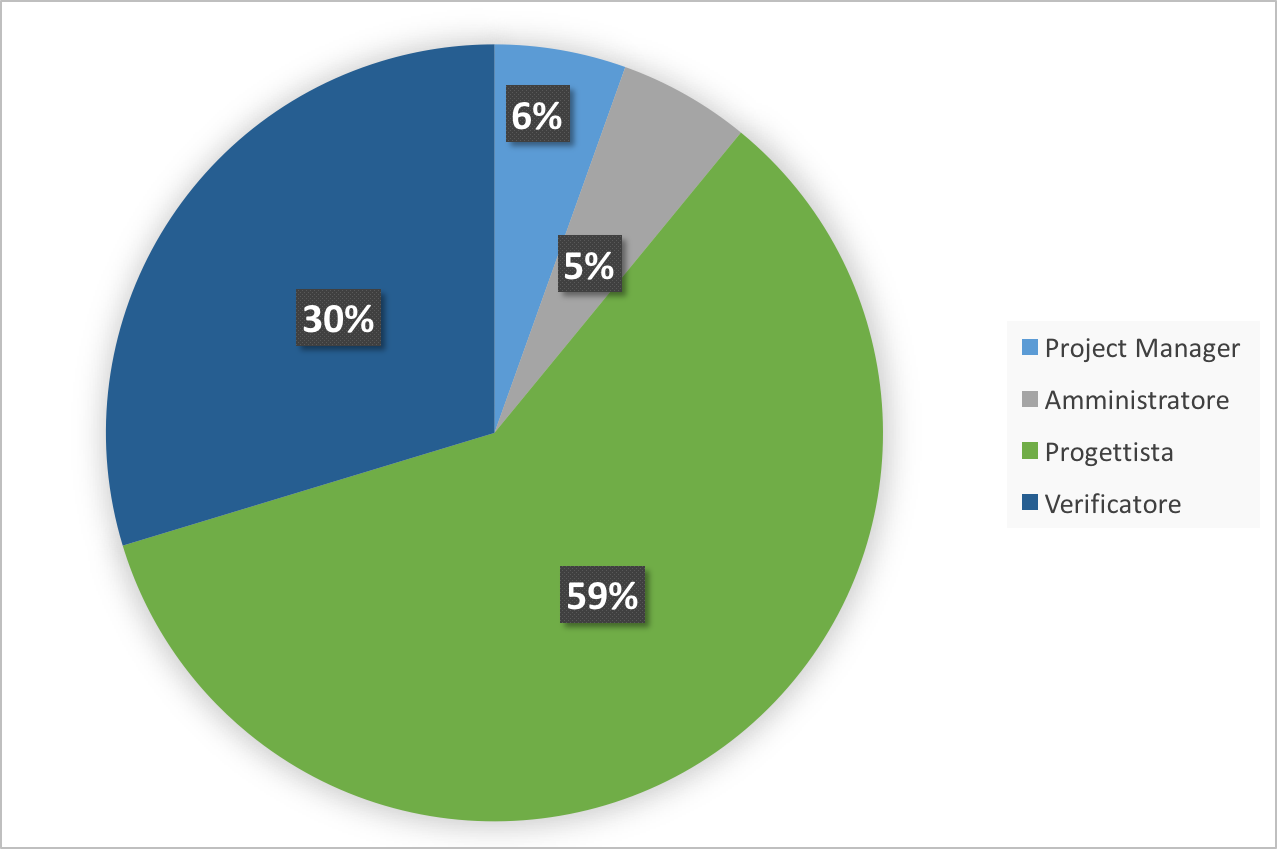 6%
5%
30%
59%
Project Manager
Amministratore
Progettista
Verificatore